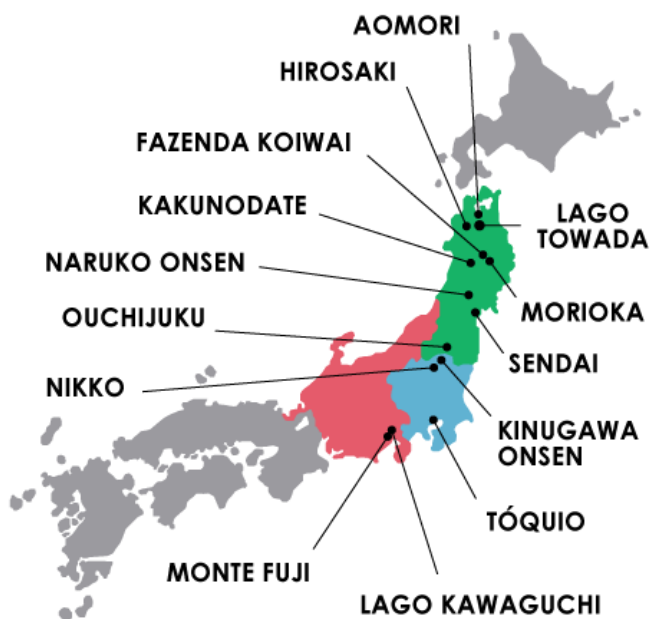 AOMORI
HIROSAKI
FAZENDA KOIWAI
KAKUNODATE
LAGO
TOWADA
NARUKO ONSEN
MORIOKA
OUCHIJUKU
SENDAI
NIKKO
KINUGAWA
ONSEN
TÓQUIO
MONTE FUJI
LAGO KAWAGUCHI